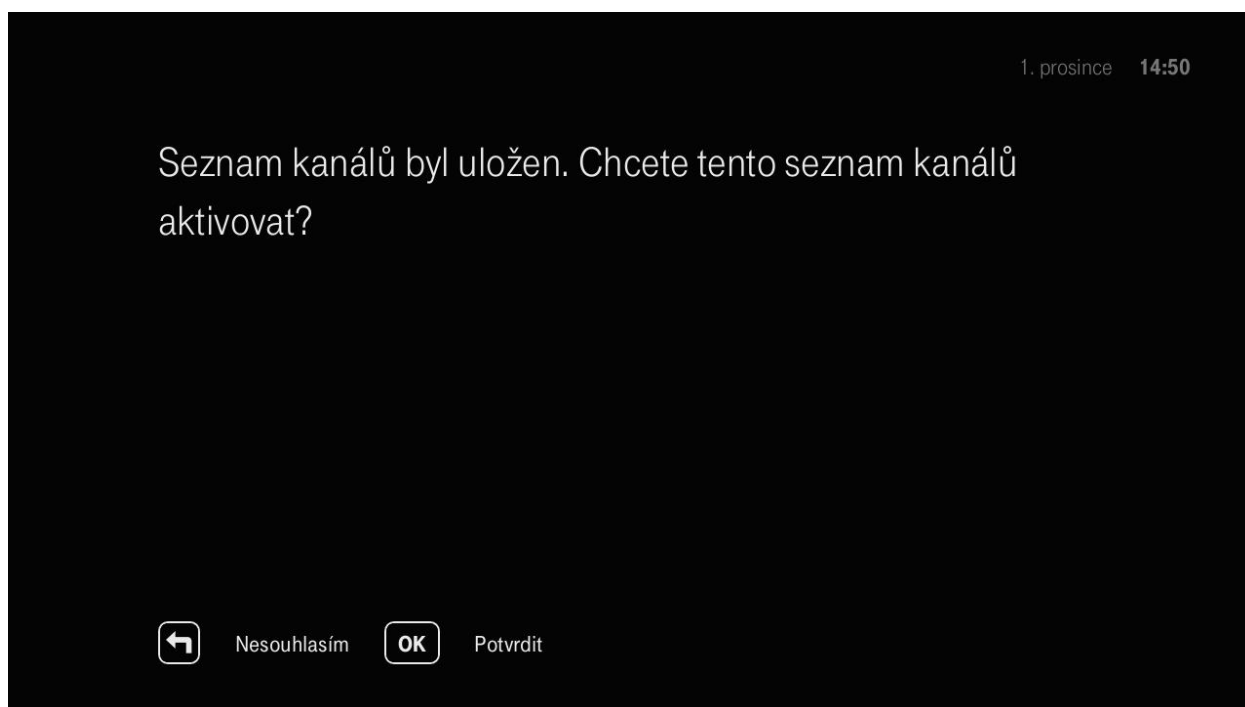 1. prosince 14:50
Seznam kanálů byl uložen. Chcete tento seznam kanálů
aktivovat?
Nesouhlasím OK Potvrdit